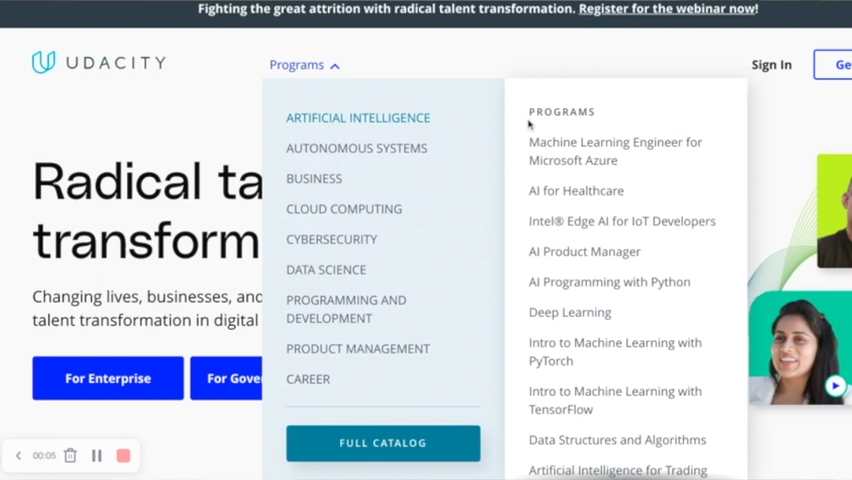 Fighting the great attrition with radical talent transformation. Register for the webinar now!
UDACITY
Programs
Sign In
Ge
Radical ta
transform
Changing lives, businesses, and
talent transformation in digital
For Enterprise
For Gover
ARTIFICIAL INTELLIGENCE
AUTONOMOUS SYSTEMS
BUSINESS
CLOUD COMPUTING
CYBERSECURITY
DATA SCIENCE
PROGRAMMING AND
DEVELOPMENT
PRODUCT MANAGEMENT
CAREER
FULL CATALOG
PROGRAMS
Machine Learning Engineer for
Microsoft Azure
AI for Healthcare
Intel® Edge AI for IoT Developers
AI Product Manager
AI Programming with Python
Deep Learning
Intro to Machine Learning with
PyTorch
Intro to Machine Learning with
TensorFlow
Data Structures and Algorithms
Artificial Intelligence for Trading
00:05